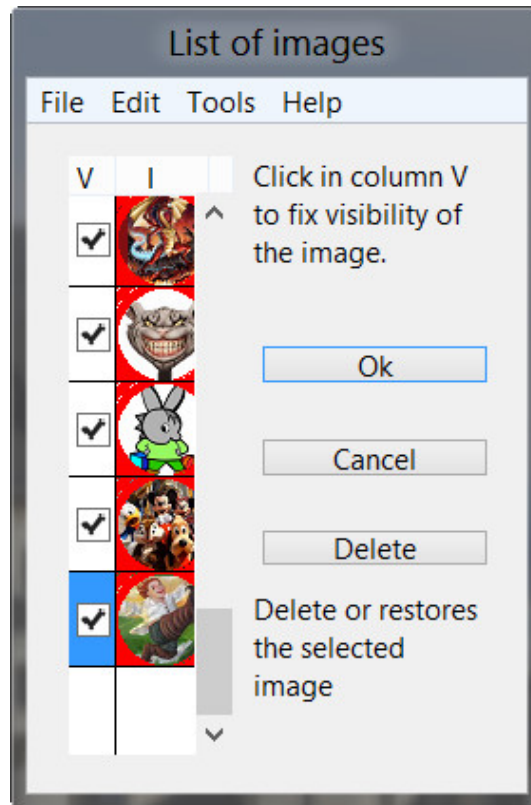 List of images
File Edit Tools Help
V I
Click in column V
to fix visibility of
the image.
Ok
Cancel
Delete
Delete or restores
the selected
image